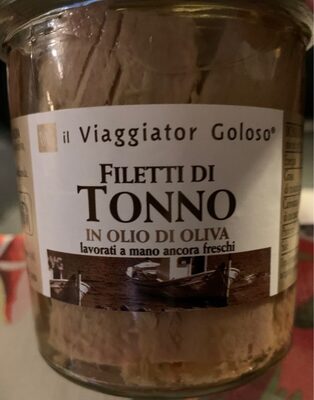 il Viaggiator Goloso®
FILETTI DI
TONNO
IN OLIO DI OLIVA
lavorati a mano ancora freschi